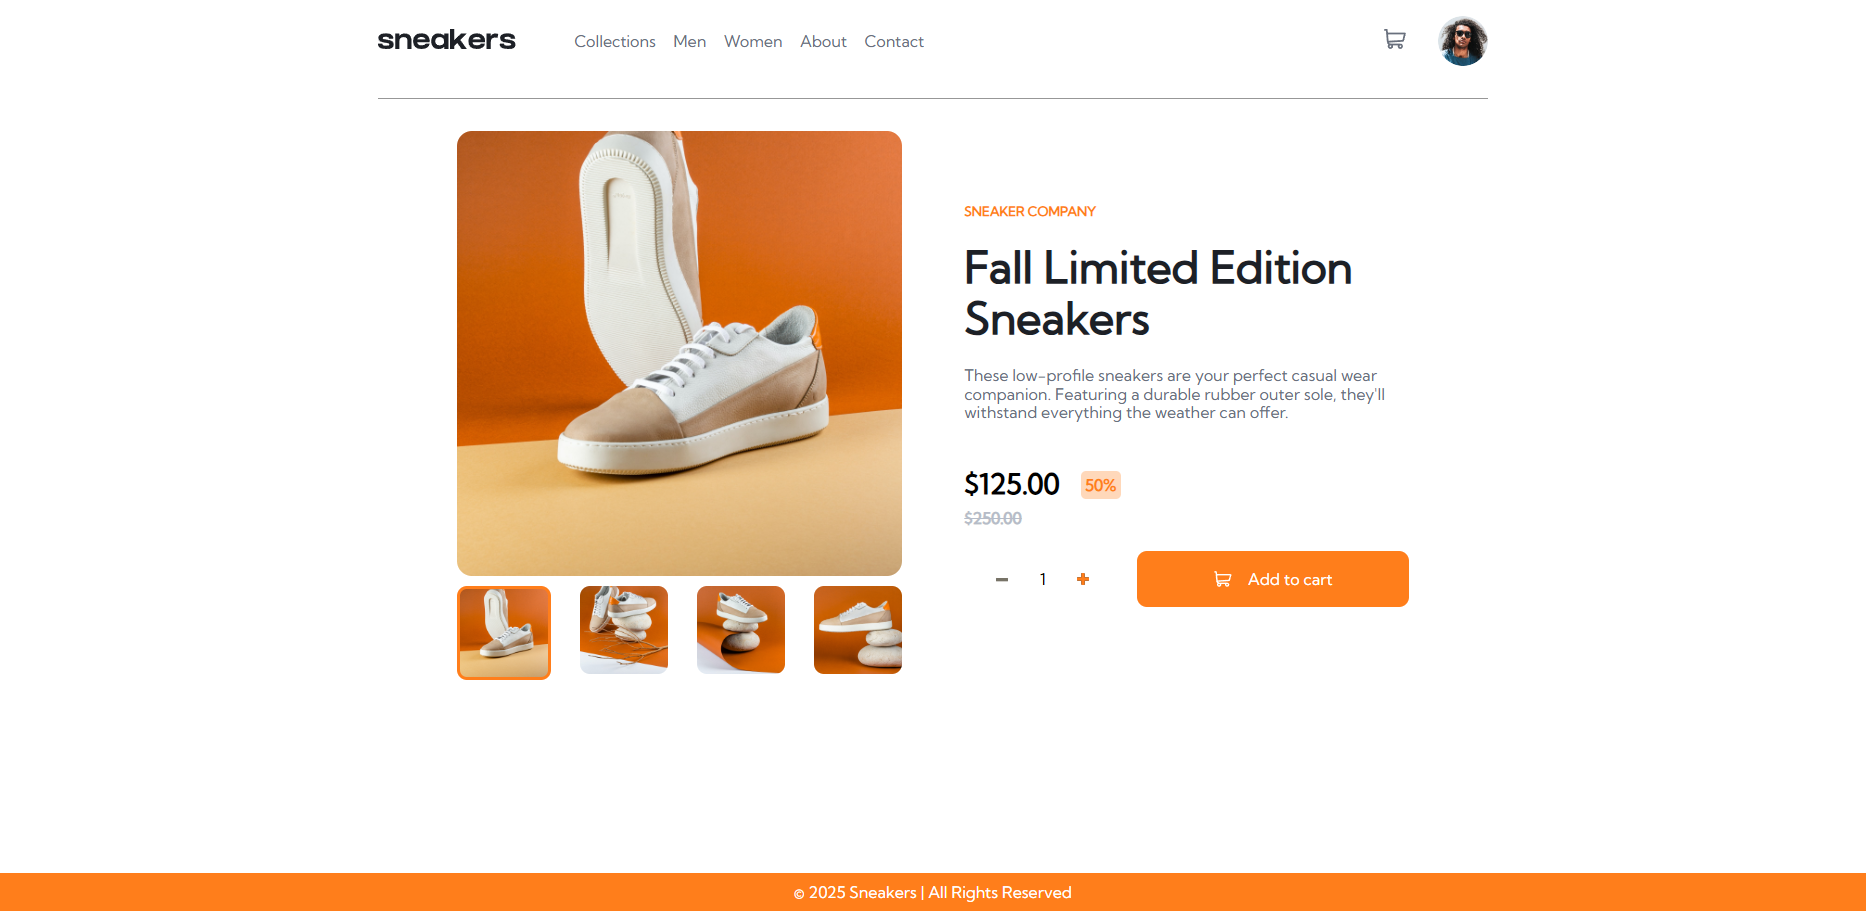 sneakers
Collections Men Women About Contact
SNEAKER COMPANY
Fall Limited Edition
Sneakers
These low-profile sneakers are your perfect casual wear
companion. Featuring a durable rubber outer sole, they'll
withstand everything the weather can offer.
$125.00 50%
$250.00
1
Add to cart
© 2025 Sneakers | All Rights Reserved